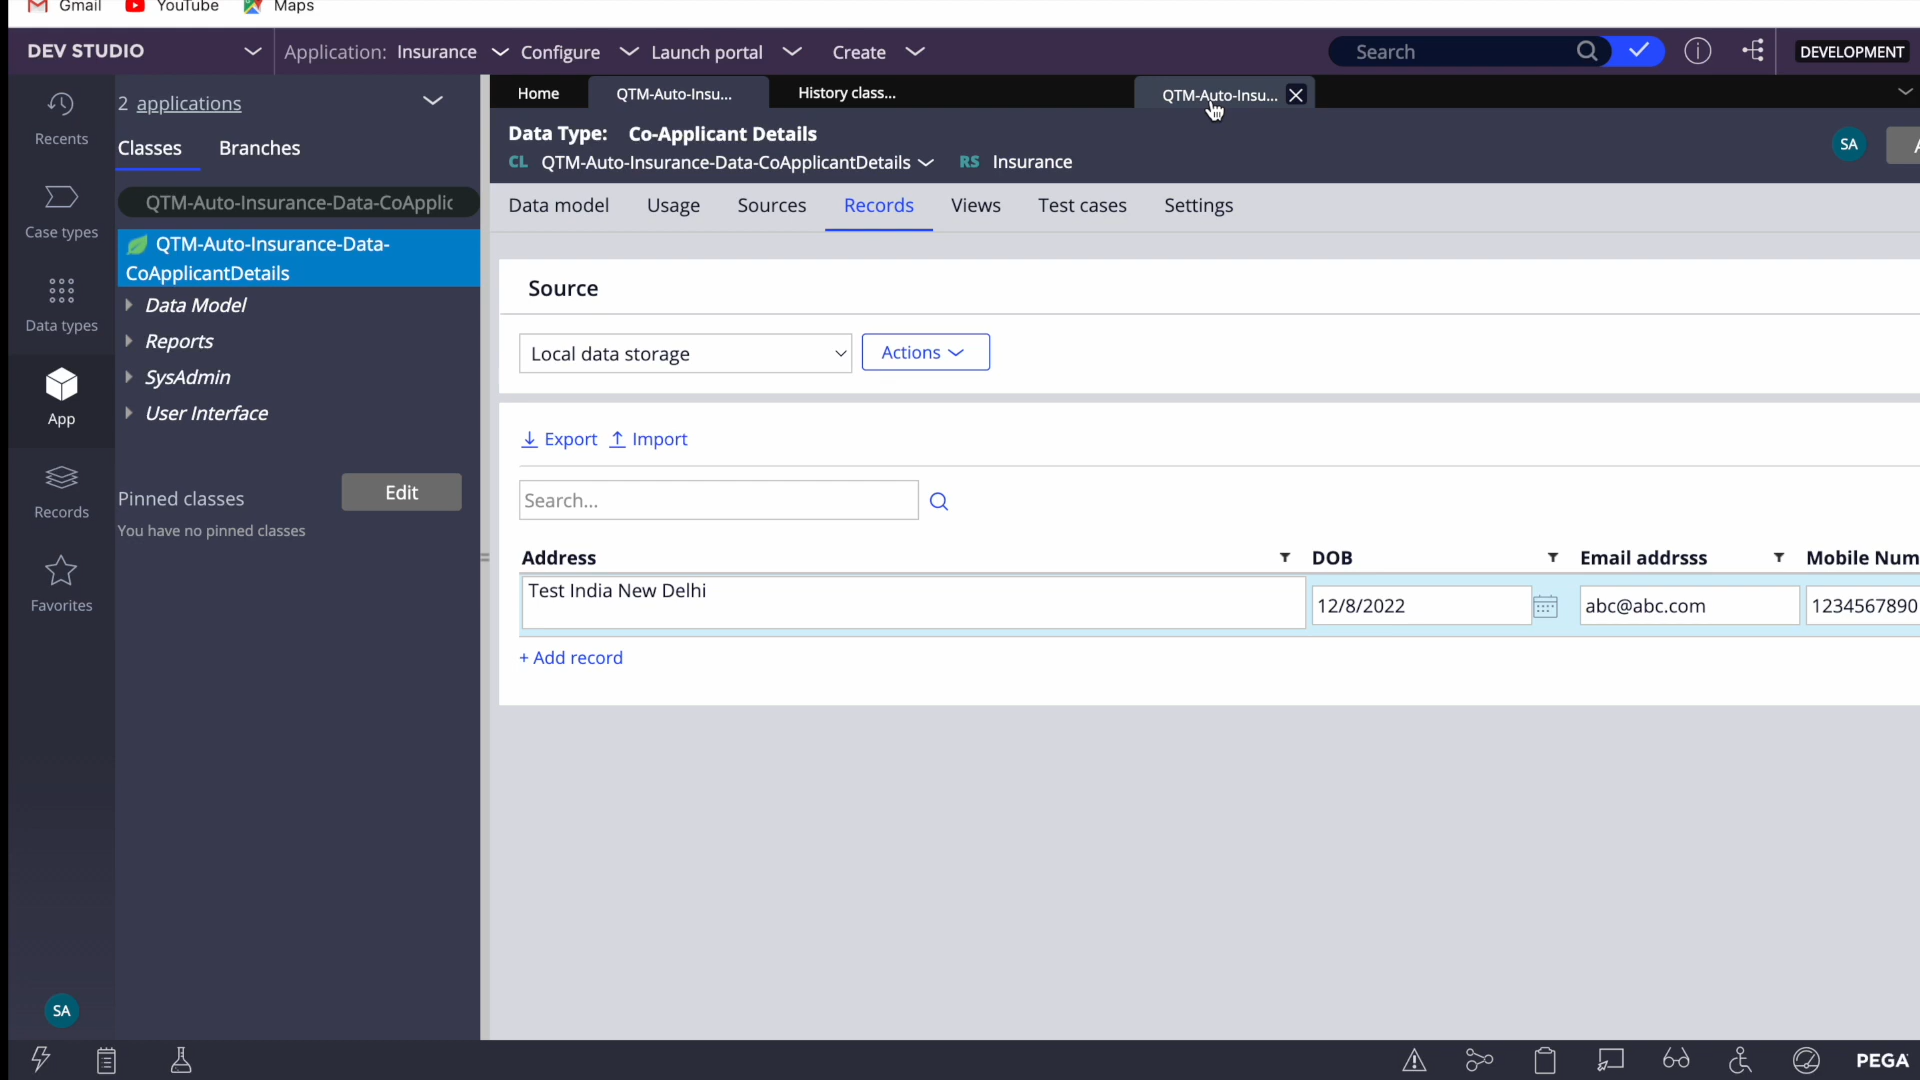 Gmail YouTube Maps
DEV STUDIO Application: Insurance Configure Launch portal Create Search DEVELOPMENT
Recents
Case types
Data types
App
Records
Favorites
SA
2 applications
Classes Branches
QTM-Auto-Insurance-Data-CoApplic
QTM-Auto-Insurance-Data-
CoApplicantDetails
Data Model
Reports
SysAdmin
User Interface
Pinned classes Edit
You have no pinned classes
Home QTM-Auto-Insu... History class... QTM-Auto-Insu...
Data Type: Co-Applicant Details
CL QTM-Auto-Insurance-Data-CoApplicantDetails RS Insurance
SA
Data model Usage Sources Records Views Test cases Settings
Source
Local data storage Actions
Export Import
Search...
Address DOB Email addrsss Mobile Num
Test India New Delhi 12/8/2022 abc@abc.com 1234567890
+ Add record
PEGA